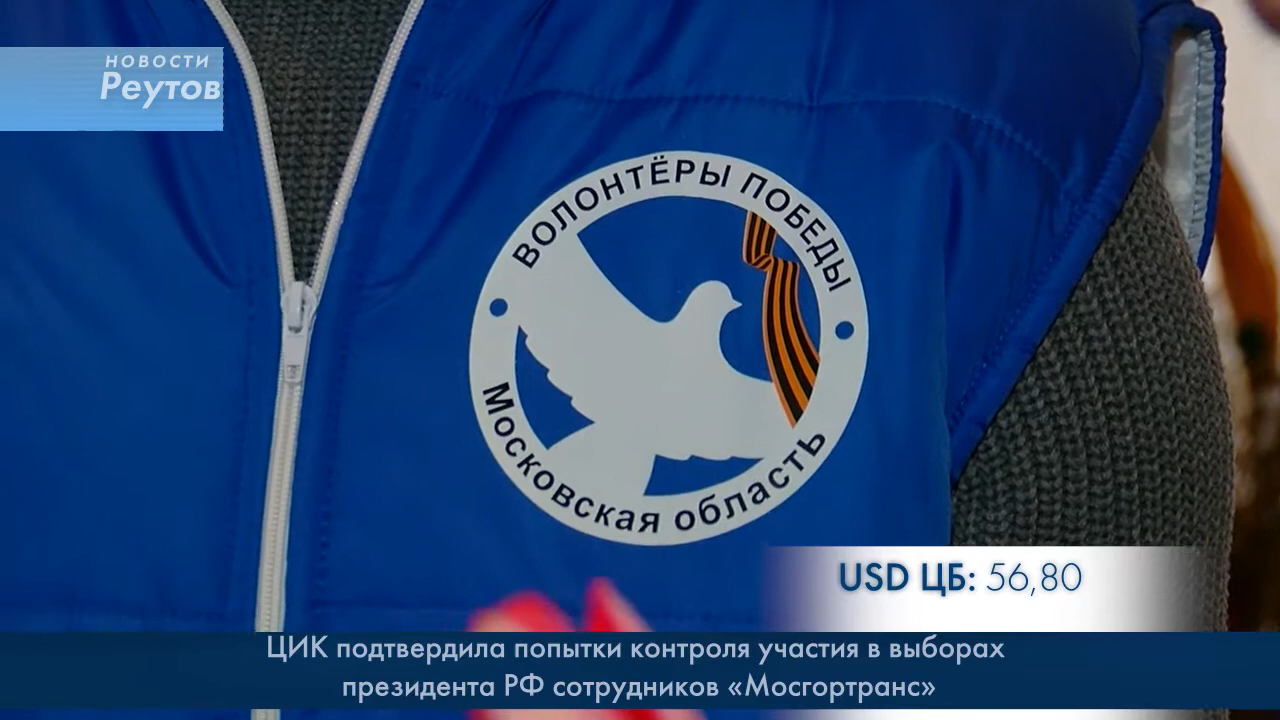 НОВОСТИ
Реутов
ВОЛОНТЁРЫ ПОБЕДЫ
Московская область
USD ЦБ: 56,80
ЦИК подтвердила попытки контроля участия в выборах
президента РФ сотрудников «Мосгортранс»